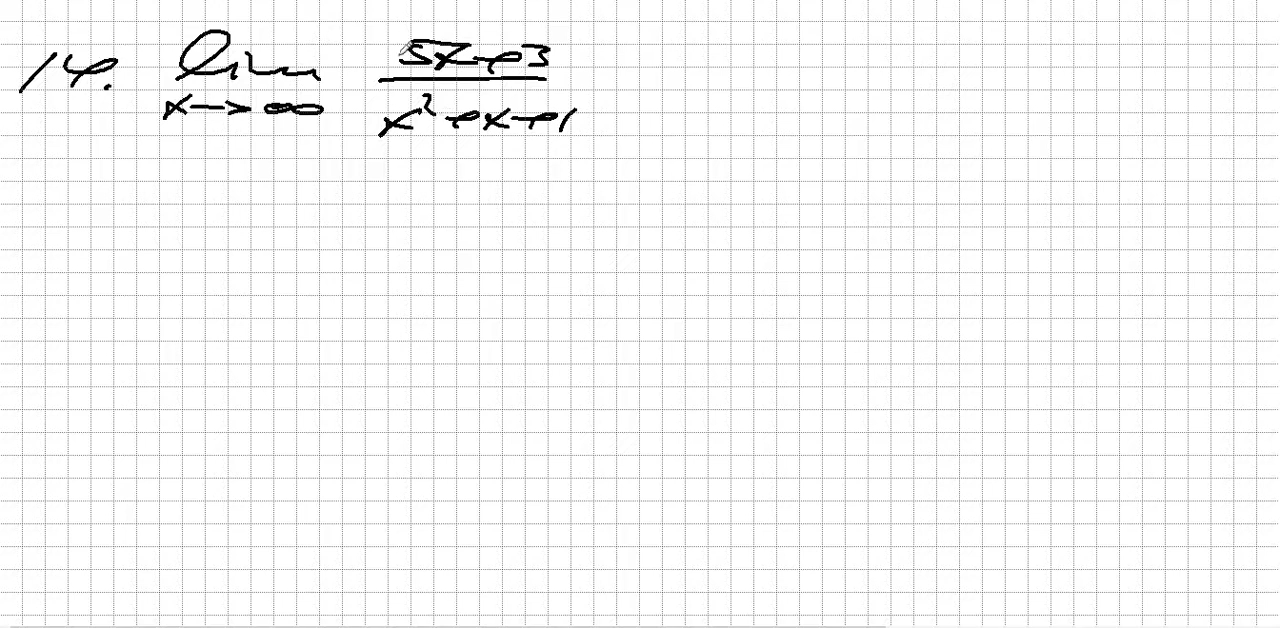 14. lim 5x+3
x->∞ x²+x+1